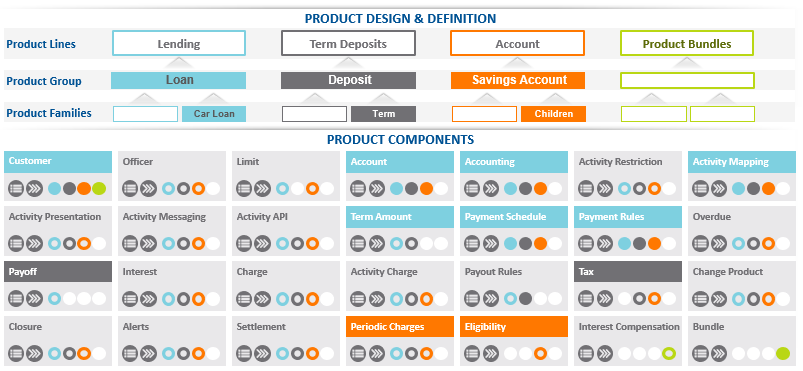 PRODUCT DESIGN & DEFINITION
Product Lines Lending Term Deposits Account Product Bundles
Product Group Loan Deposit Savings Account
Product Families Car Loan Term Children
PRODUCT COMPONENTS
Customer Officer Limit Account Accounting Activity Restriction Activity Mapping
Activity Presentation Activity Messaging Activity API Term Amount Payment Schedule Payment Rules Overdue
Payoff Interest Charge Activity Charge Payout Rules Tax Change Product
Closure Alerts Settlement Periodic Charges Eligibility Interest Compensation Bundle